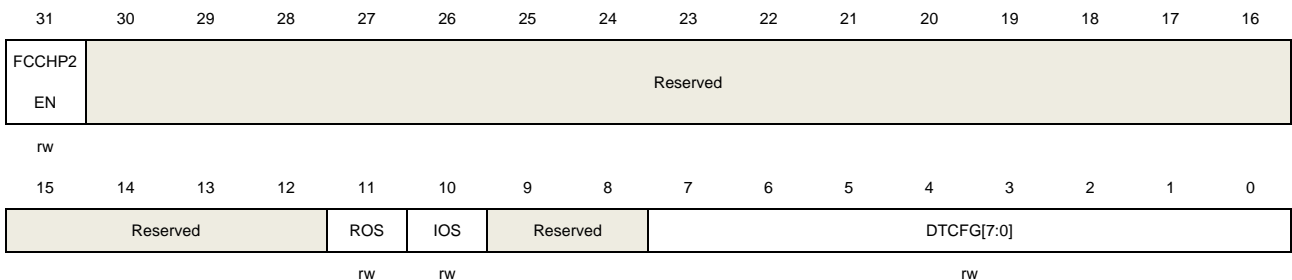 31 30 29 28 27 26 25 24 23 22 21 20 19 18 17 16
FCCHP2
EN
Reserved
rw
15 14 13 12 11 10 9 8 7 6 5 4 3 2 1 0
Reserved ROS IOS Reserved DTCFG[7:0]
rw rw rw